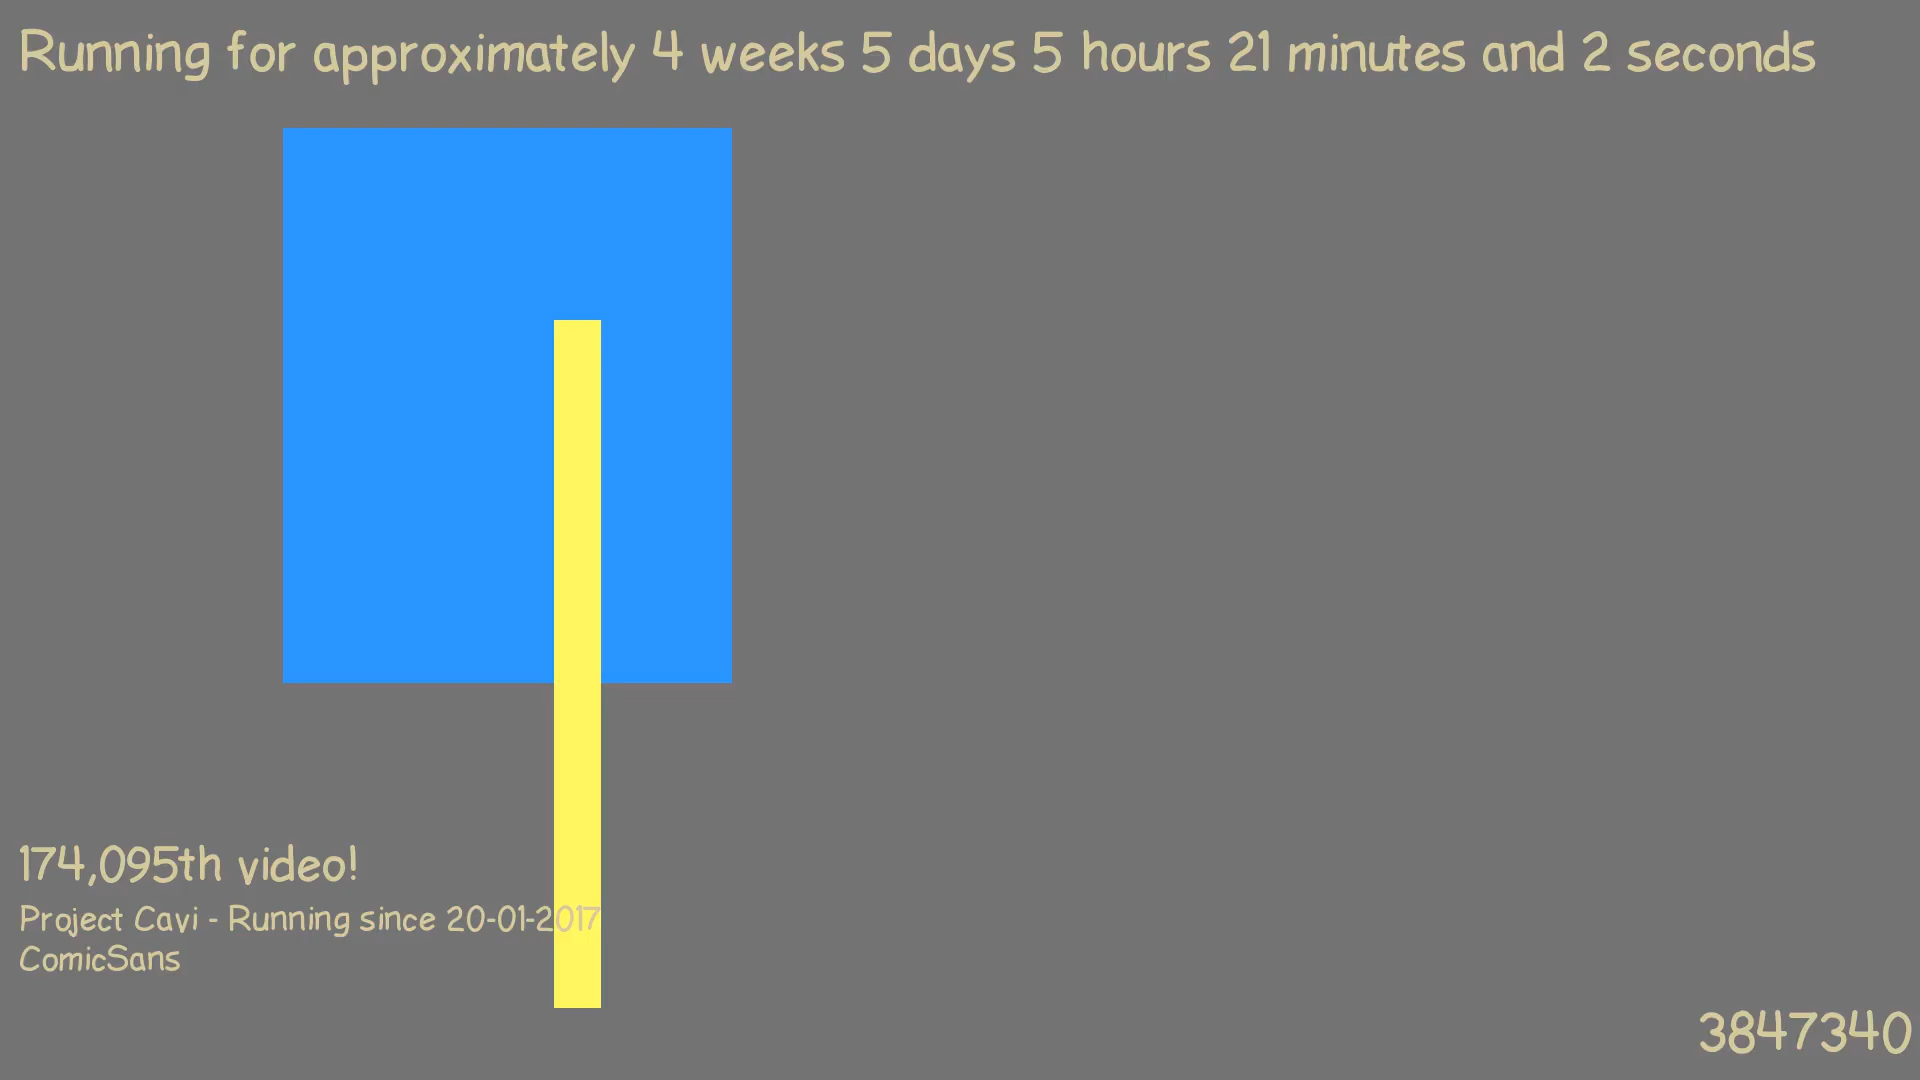 Running for approximately 4 weeks 5 days 5 hours 21 minutes and 2 seconds
174,095th video!
Project Cavi - Running since 20-01-2017
ComicSans
3847340